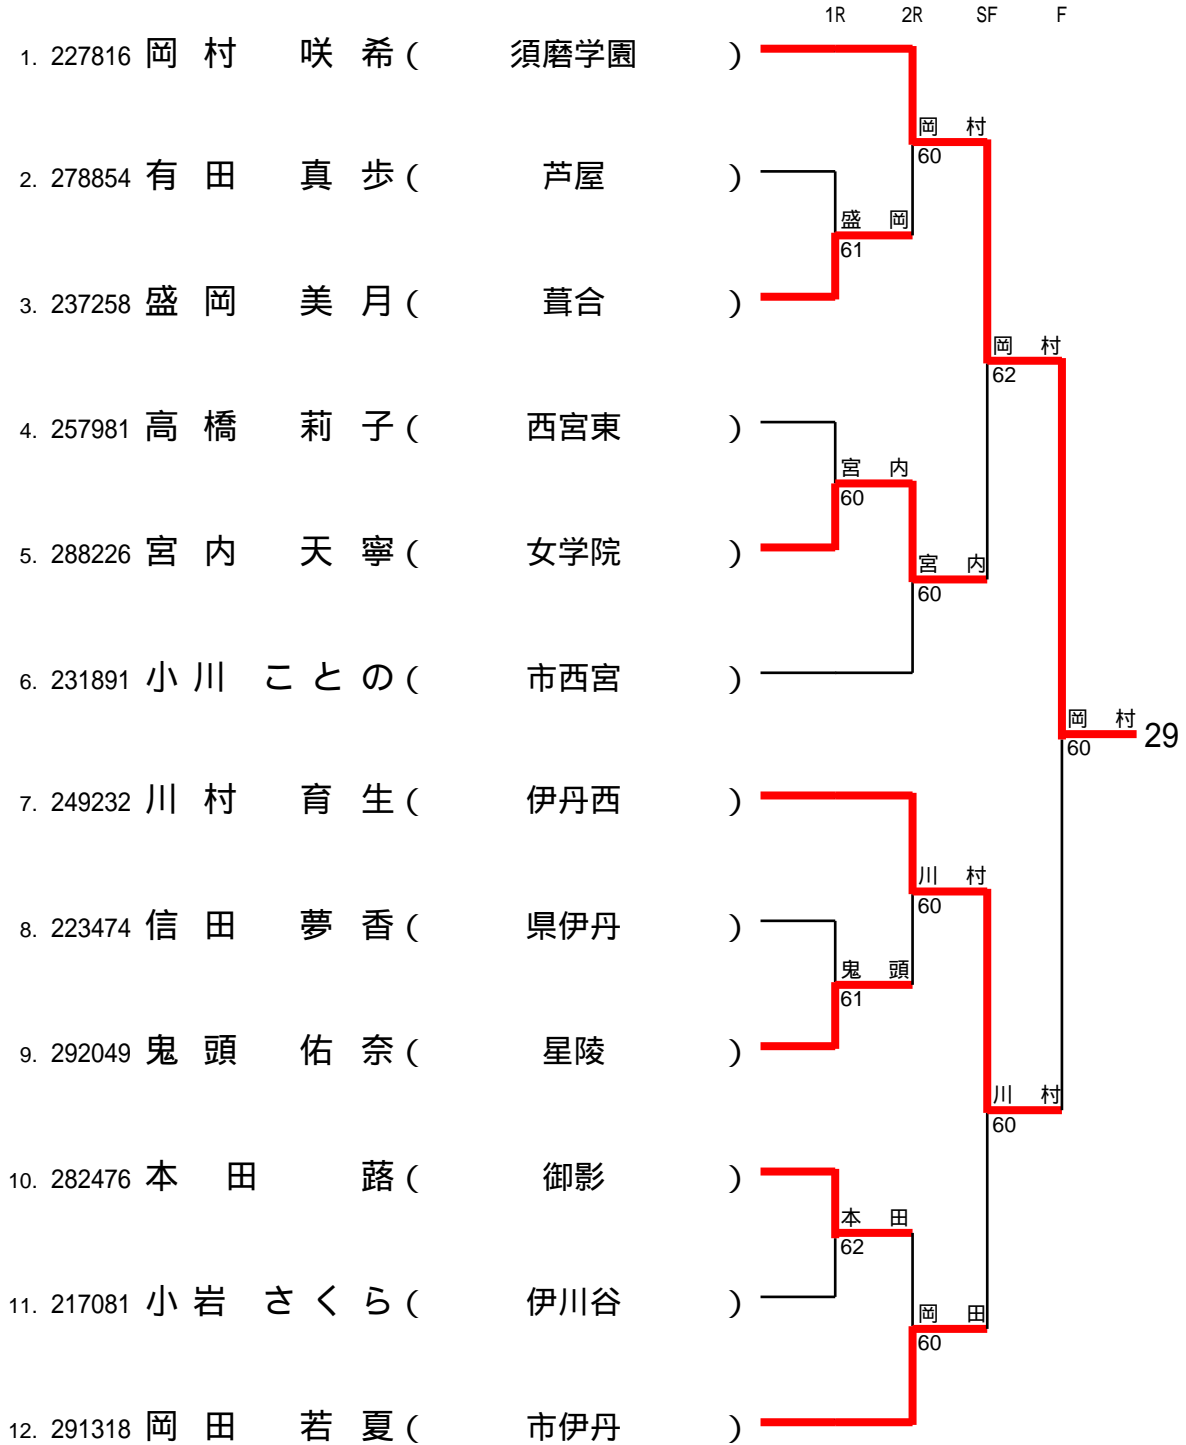 1R 2R SF F
1. 227816 岡村 咲希 ( 須磨学園 )
岡村
60
2. 278854 有田 真歩 ( 芦屋 )
盛岡
61
3. 237258 盛岡 美月 ( 葺合 )
岡村
62
4. 257981 高橋 莉子 ( 西宮東 )
宮内
60
5. 288226 宮内 天寧 ( 女学院 )
宮内
60
6. 231891 小川 ことの ( 市西宮 )
岡村
60 29
7. 249232 川村 育生 ( 伊丹西 )
川村
60
8. 223474 信田 夢香 ( 県伊丹 )
鬼頭
61
9. 292049 鬼頭 佑奈 ( 星陵 )
川村
60
10. 282476 本田 蕗 ( 御影 )
本田
62
11. 217081 小岩 さくら ( 伊川谷 )
岡田
60
12. 291318 岡田 若夏 ( 市伊丹 )